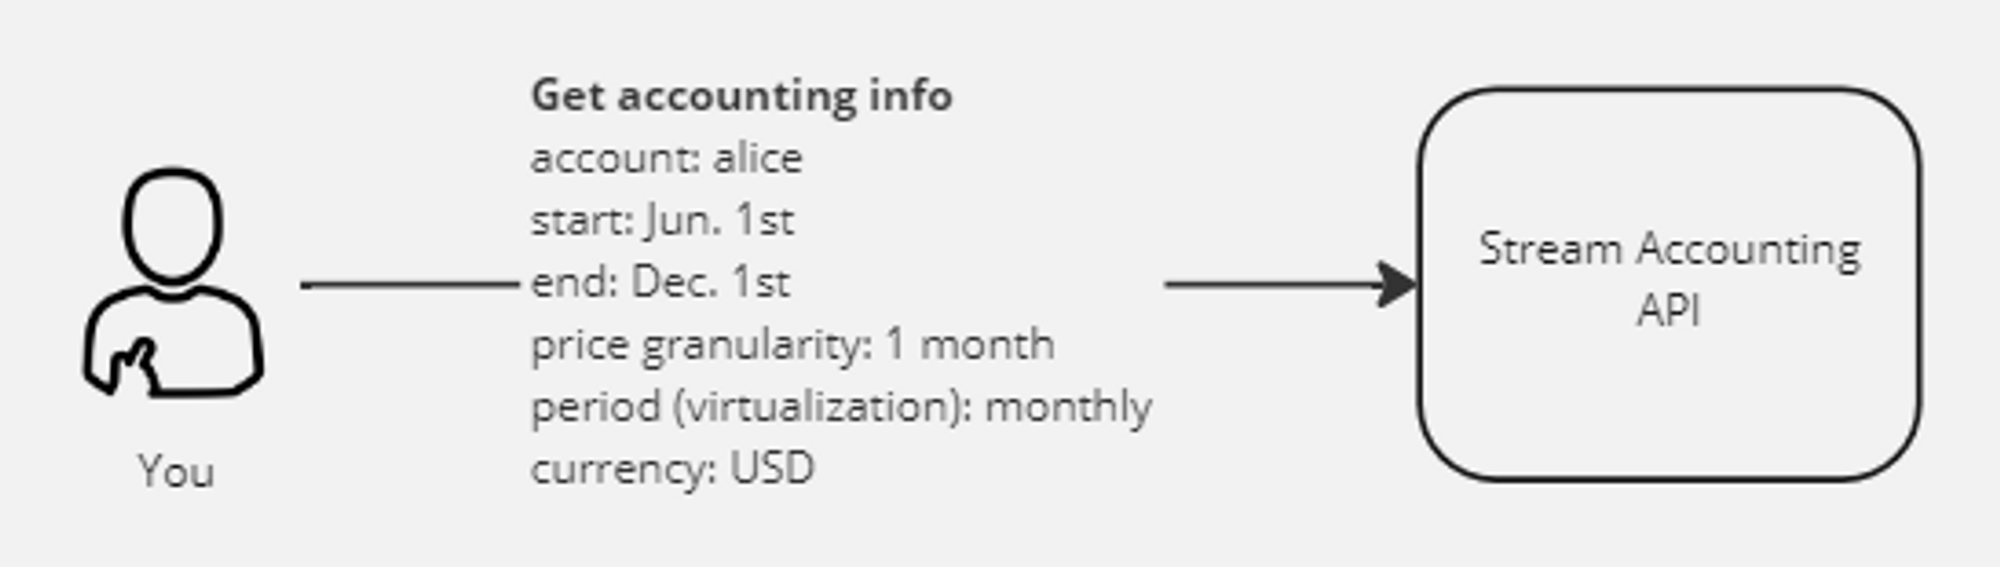 Get accounting info
account: alice
start: Jun. 1st
end: Dec. 1st
price granularity: 1 month
period (virtualization): monthly
currency: USD
You
Stream Accounting
API